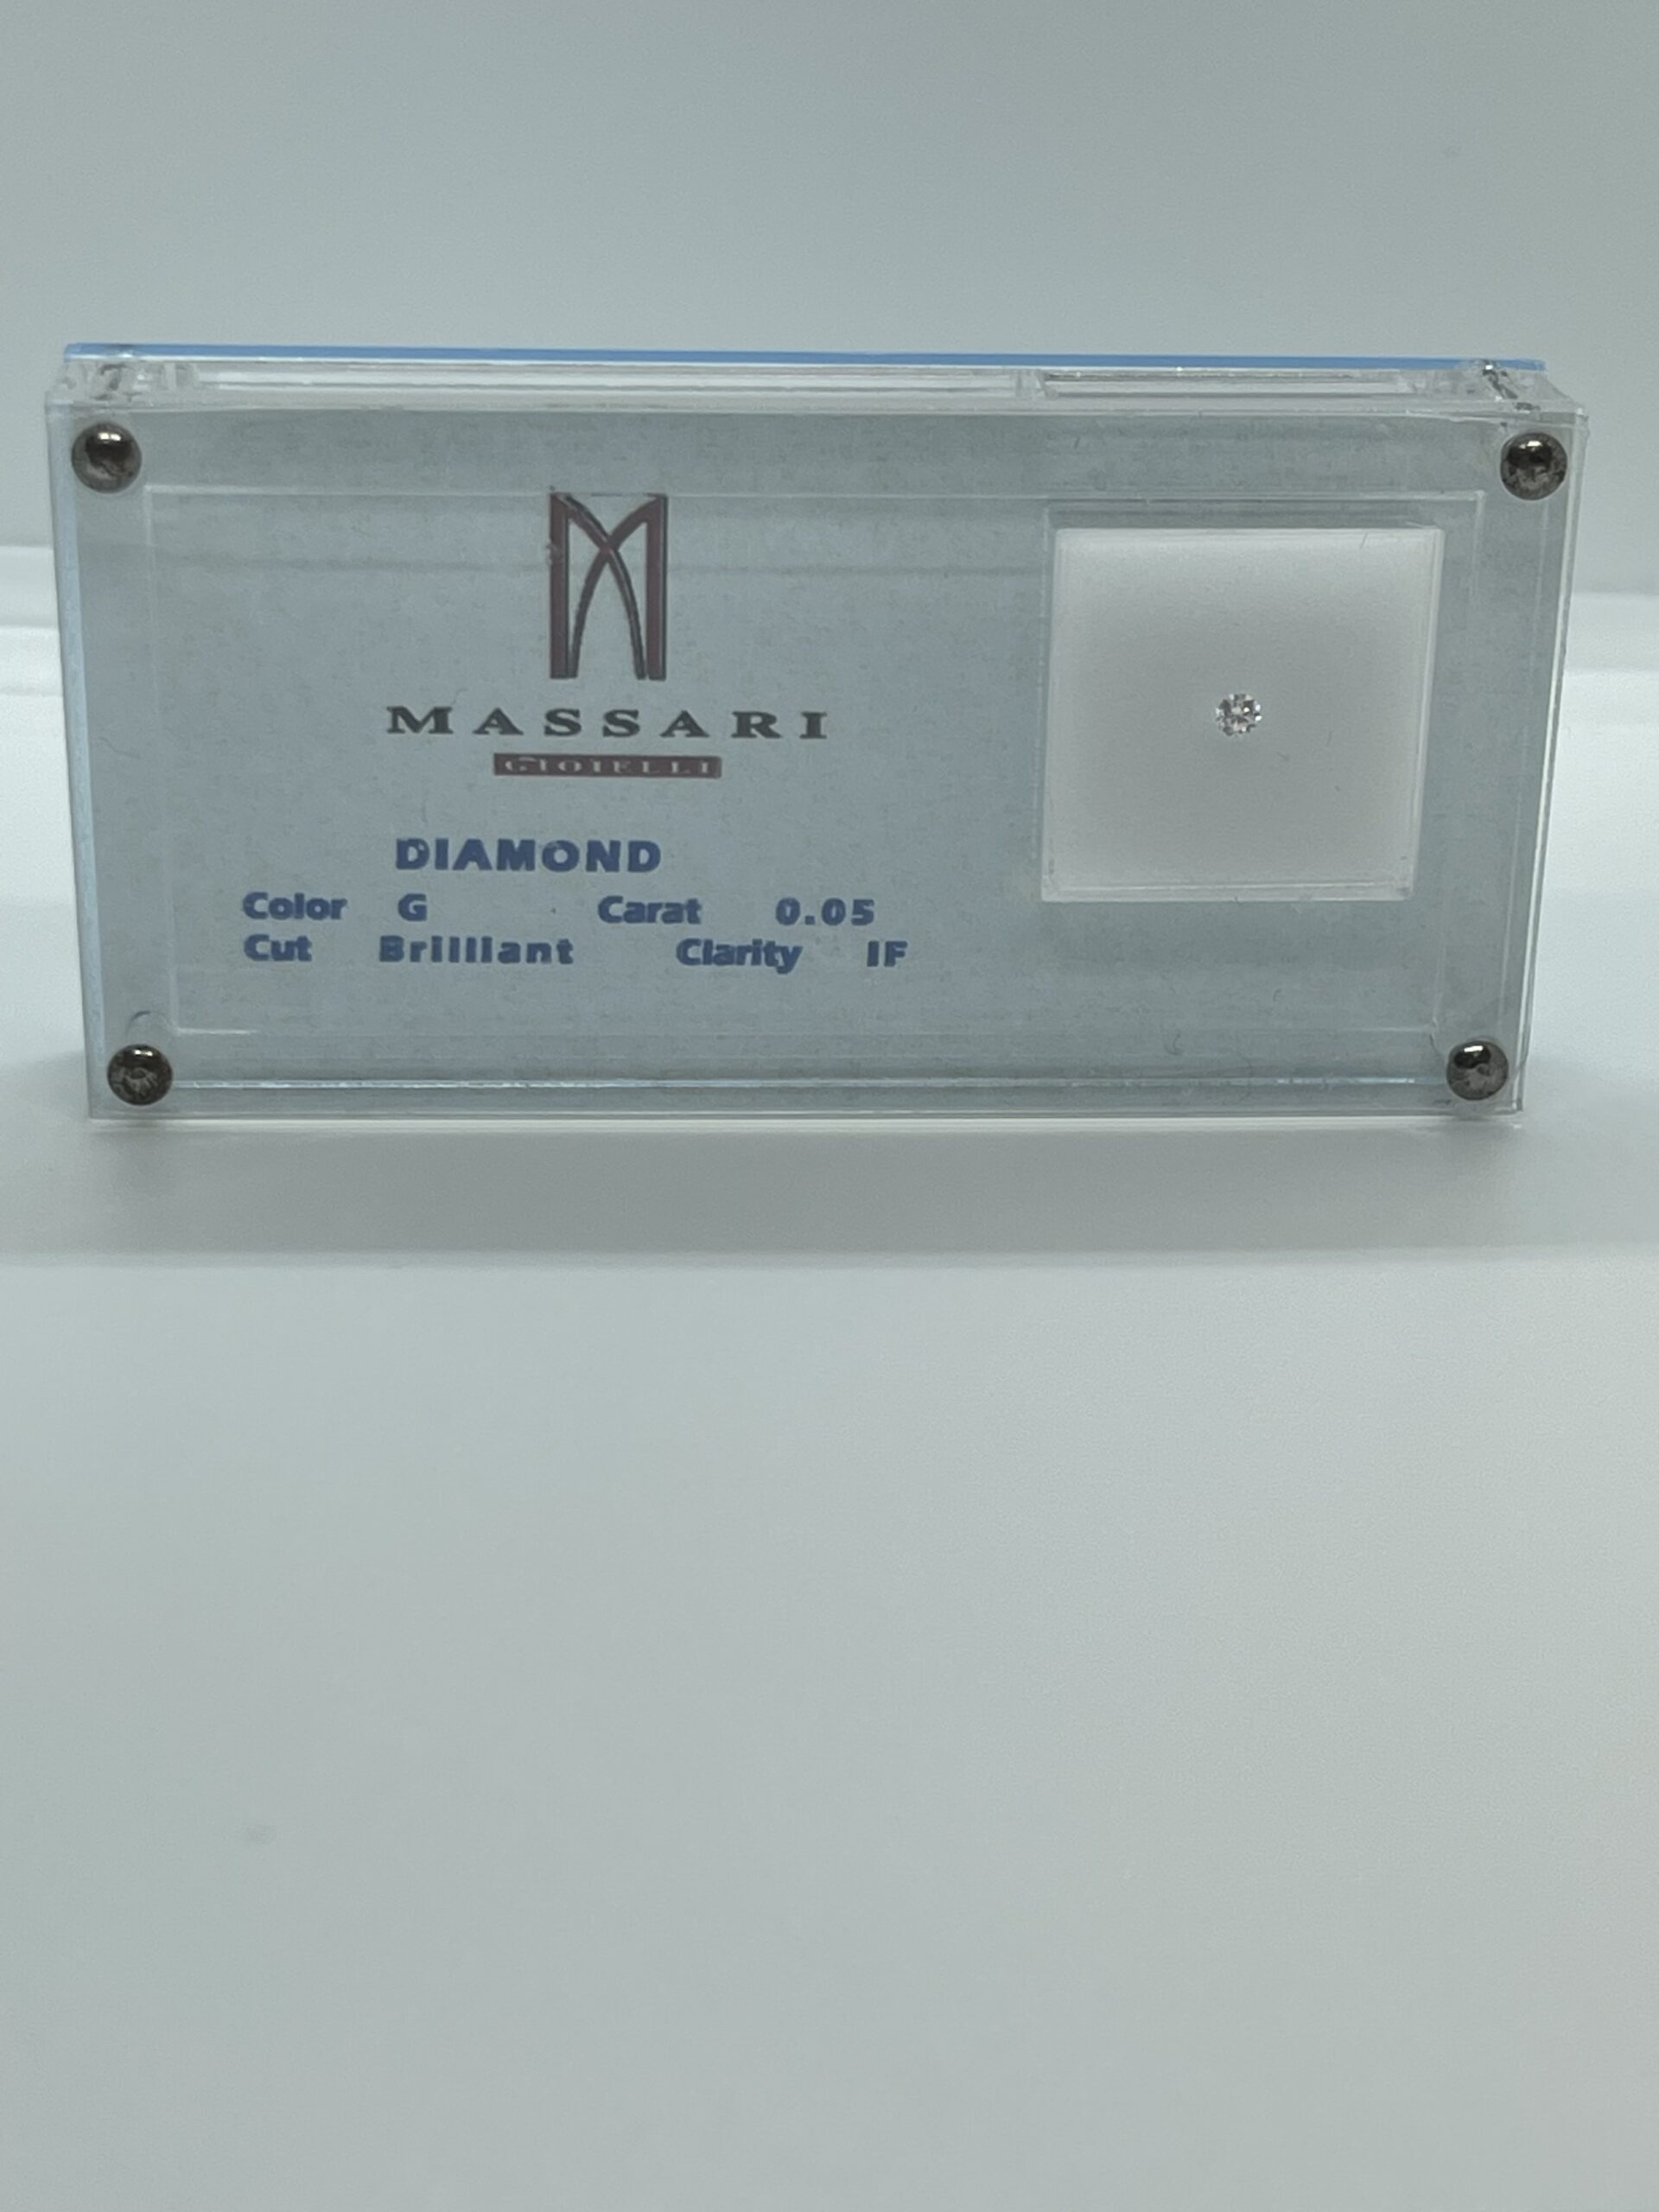 MASSARI
GIOIELLI
DIAMOND
Color G Carat 0.05
Cut Brilliant Clarity IF